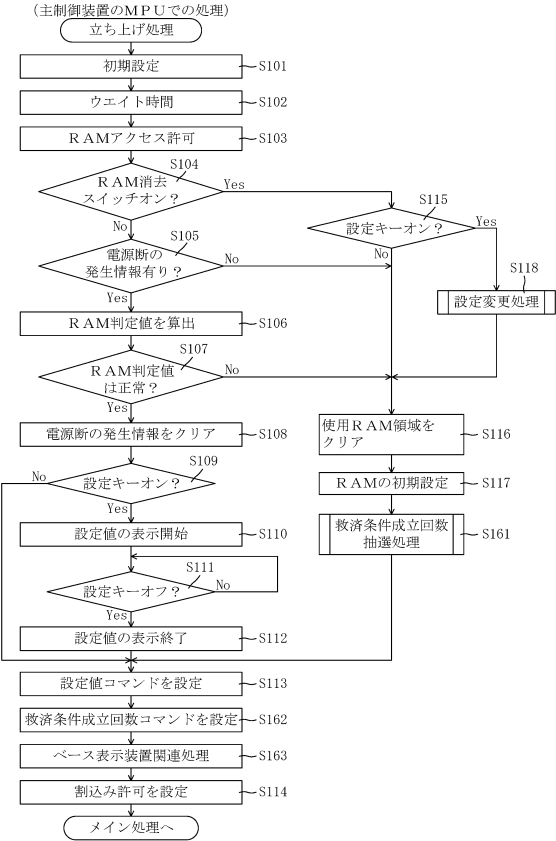 (主制御装置のＭＰＵでの処理)
立ち上げ処理
初期設定
S101
ウエイト時間
S102
ＲＡＭアクセス許可
S103
S104
ＲＡＭ消去
スイッチオン？
Yes
No
S115
設定キーオン？
Yes
No
S105
電源断の
発生情報有り？
No
Yes
S118
設定変更処理
ＲＡＭ判定値を算出
S106
S107
ＲＡＭ判定値
は正常？
No
Yes
電源断の発生情報をクリア
S108
使用ＲＡＭ領域を
クリア
S116
S109
設定キーオン？
No
Yes
ＲＡＭの初期設定
S117
設定値の表示開始
S110
救済条件成立回数
抽選処理
S161
S111
設定キーオフ？
No
Yes
設定値の表示終了
S112
設定値コマンドを設定
S113
救済条件成立回数コマンドを設定
S162
ベース表示装置関連処理
S163
割込み許可を設定
S114
メイン処理へ